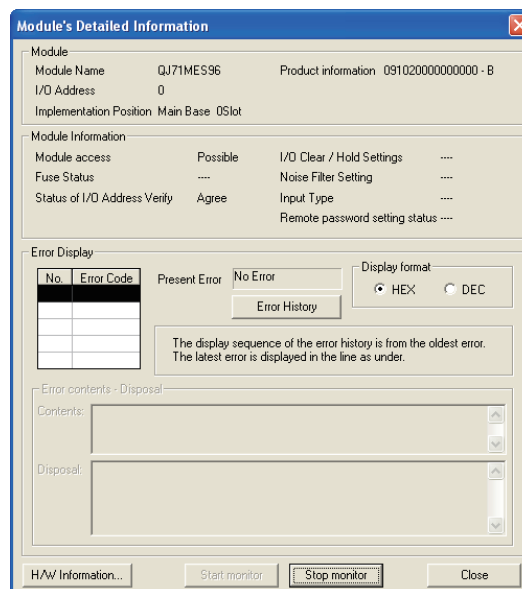 Module's Detailed Information
Module
Module Name QJ71MES96 Product information 091020000000000 - B
I/O Address 0
Implementation Position Main Base 0Slot
Module Information
Module access Possible I/O Clear / Hold Settings ----
Fuse Status ---- Noise Filter Setting ----
Status of I/O Address Verify Agree Input Type ----
Remote password setting status ----
Error Display
No. Error Code
Present Error No Error
Error History
Display format
HEX DEC
The display sequence of the error history is from the oldest error.
The latest error is displayed in the line as under.
Error contents - Disposal
Contents:
Disposal:
H/W Information... Start monitor Stop monitor Close